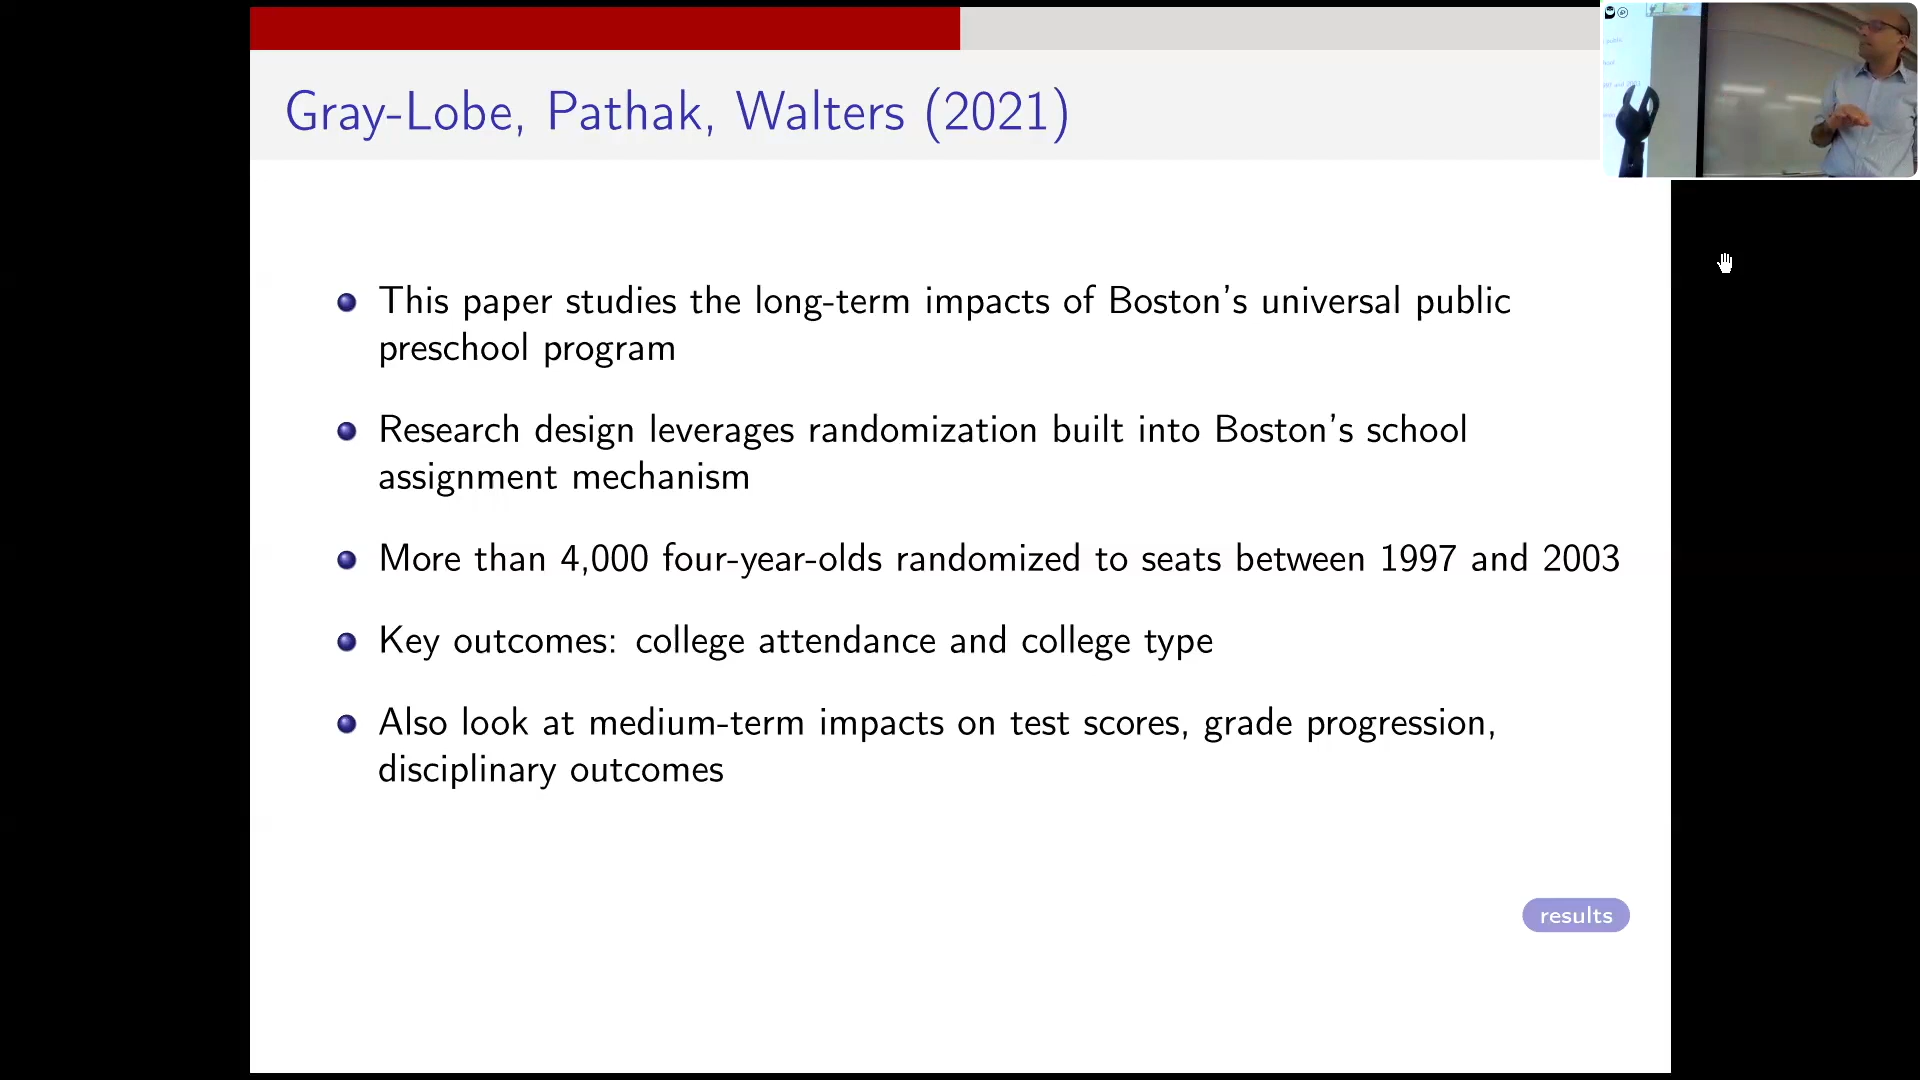 Gray-Lobe, Pathak, Walters (2021)
This paper studies the long-term impacts of Boston's universal public
preschool program
Research design leverages randomization built into Boston's school
assignment mechanism
More than 4,000 four-year-olds randomized to seats between 1997 and 2003
Key outcomes: college attendance and college type
Also look at medium-term impacts on test scores, grade progression,
disciplinary outcomes
results